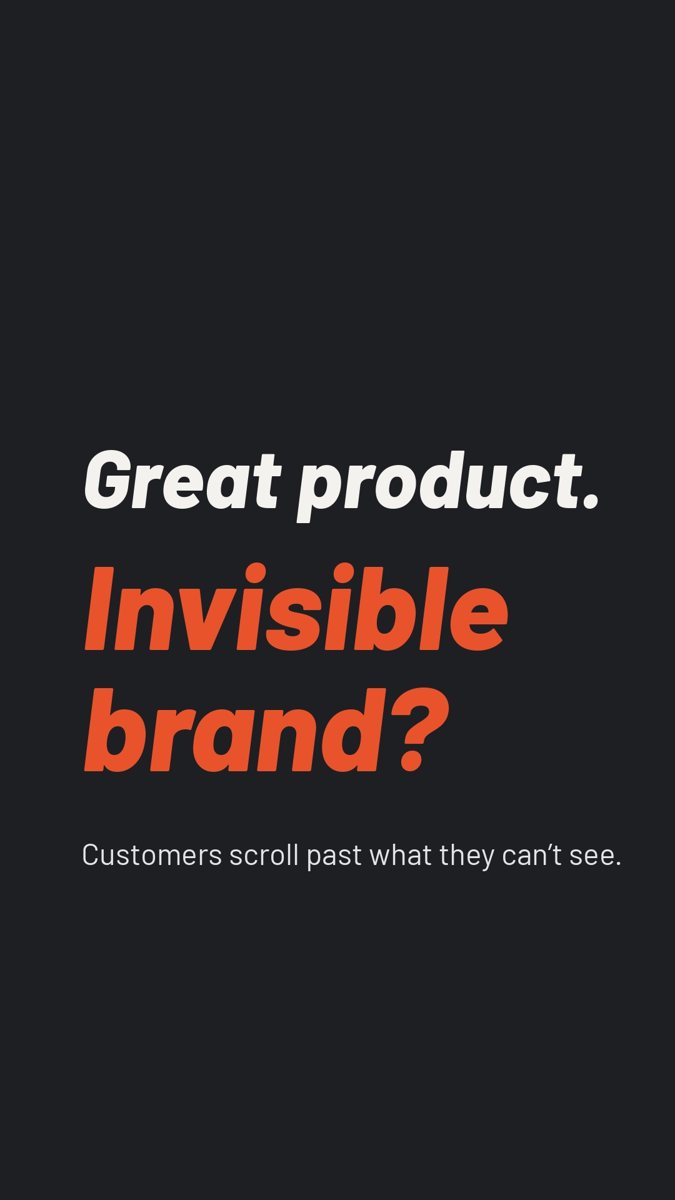 Great product.
Invisible
brand?
Customers scroll past what they can’t see.